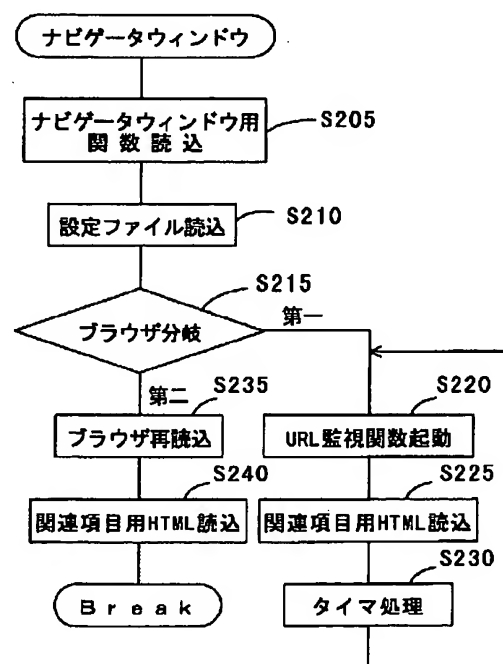 ナビゲータウィンドウ
ナビゲータウィンドウ用
関数読込
S205
設定ファイル読込
S210
S215
ブラウザ分岐
第一
第二
S235
ブラウザ再読込
S240
関連項目用HTML読込
Break
S220
URL監視関数起動
S225
関連項目用HTML読込
S230
タイマ処理